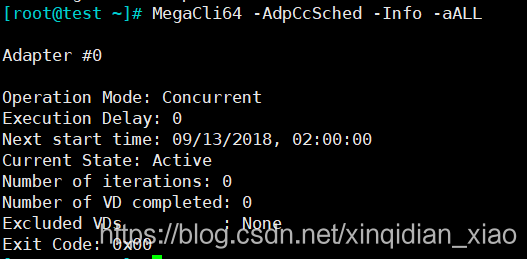 [root@test ~]# MegaCli64 -AdpCcSched -Info -aALL
Adapter #0
Operation Mode: Concurrent
Execution Delay: 0
Next start time: 09/13/2018, 02:00:00
Current State: Active
Number of iterations: 0
Number of VD completed: 0
Excluded VDs : None
Exit Code: 0x00
https://blog.csdn.net/xinqidian_xiao